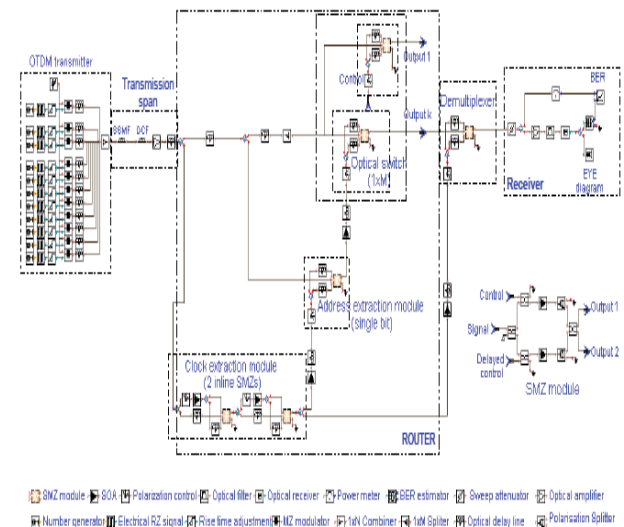 OTDM transmitter
Transmission
span
SSMF DCF
Control
Output 1
Output k
Optical switch
(1xM)
Demultiplexer
BER
Receiver
EYE
diagram
Address extraction module
(single bit)
Clock extraction module
(2 inline SMZs)
ROUTER
Control
Signal
Delayed
control
Output 1
Output 2
SMZ module
SMZ module SOA Polarization control Optical filter Optical receiver Power meter BER estimator Sweep attenuator Optical amplifier
Number generator Electrical RZ signal Rise time adjustment MZ modulator 1xN Combiner 1xM Spliter Optical delay line Polarization Splitter